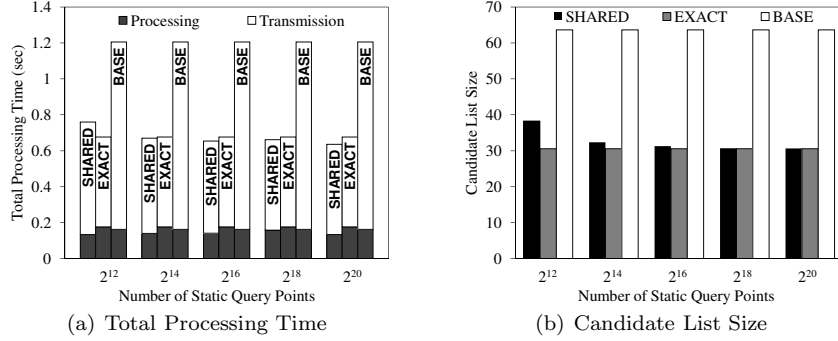 Processing Transmission
1.4
1.2
1
0.8
0.6
0.4
0.2
0
Total Processing Time (sec)
SHARED EXACT BASE
SHARED EXACT BASE
SHARED EXACT BASE
SHARED EXACT BASE
SHARED EXACT BASE
2^12 2^14 2^16 2^18 2^20
Number of Static Query Points
(a) Total Processing Time
SHARED EXACT BASE
70
60
50
40
30
20
10
0
Candidate List Size
2^12 2^14 2^16 2^18 2^20
Number of Static Query Points
(b) Candidate List Size